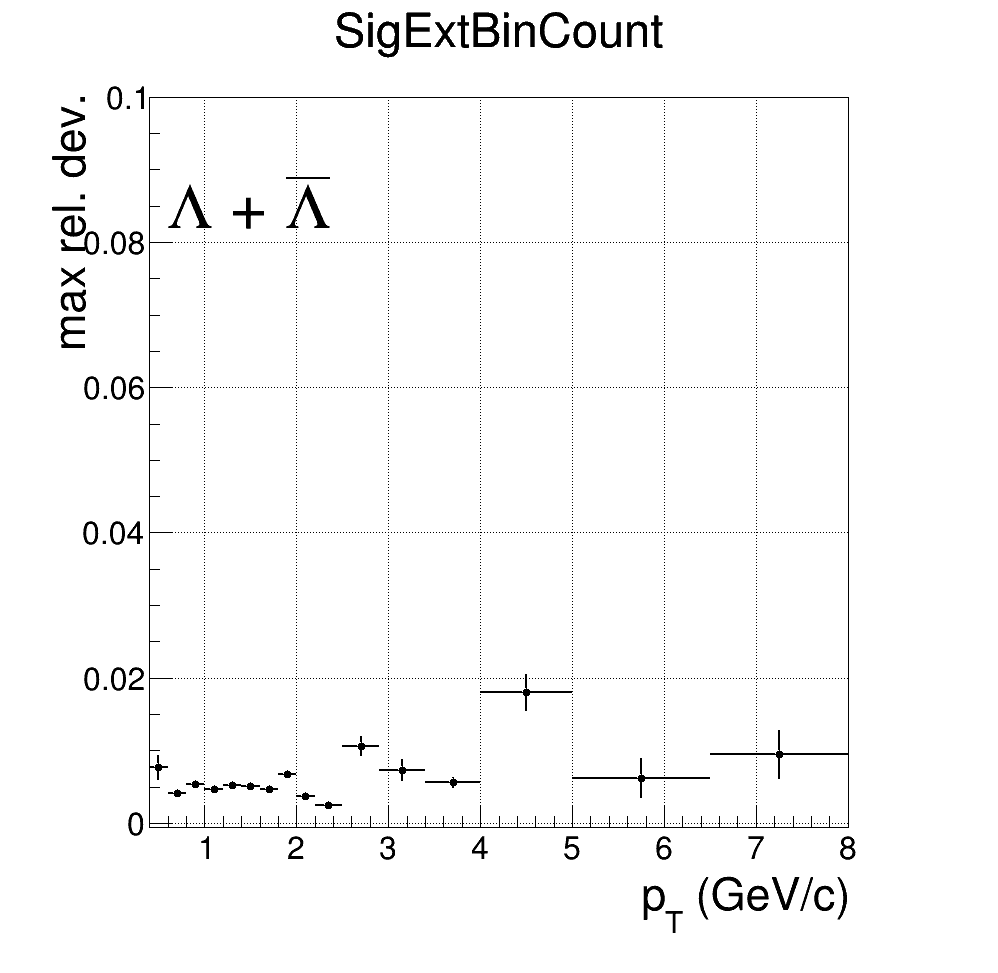 SigExtBinCount
max rel. dev.
0.1
Λ + Λ̅
0.08
0.06
0.04
0.02
0
1 2 3 4 5 6 7 8
p_T (GeV/c)